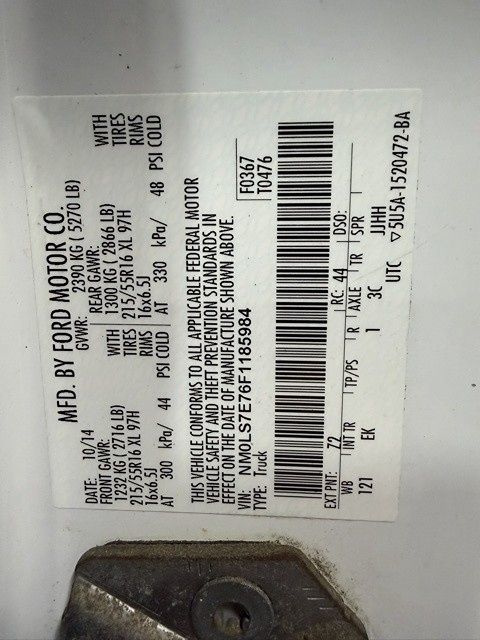 MFD. BY FORD MOTOR CO.
DATE: 10/14 GVWR: 2390 KG ( 5270 LB)
FRONT GAWR: REAR GAWR:
1232 KG ( 2716 LB) WITH 1300 KG ( 2866 LB) WITH
215/55R16 XL 97H TIRES 215/55R16 XL 97H TIRES
16x6.5J RIMS 16x6.5J RIMS
AT 300 kPa/ 44 PSI COLD AT 330 kPa/ 48 PSI COLD
THIS VEHICLE CONFORMS TO ALL APPLICABLE FEDERAL MOTOR
VEHICLE SAFETY AND THEFT PREVENTION STANDARDS IN
EFFECT ON THE DATE OF MANUFACTURE SHOWN ABOVE.
VIN: NM0LS7E76F1185984 F0367
TYPE: Truck T0476
EXT PNT: Z2 RC: 44 DSO:
WB INT TR TP/PS R AXLE TR SPR
121 EK 1 3C JJHH
UTC ▽5U5A-1520472-BA